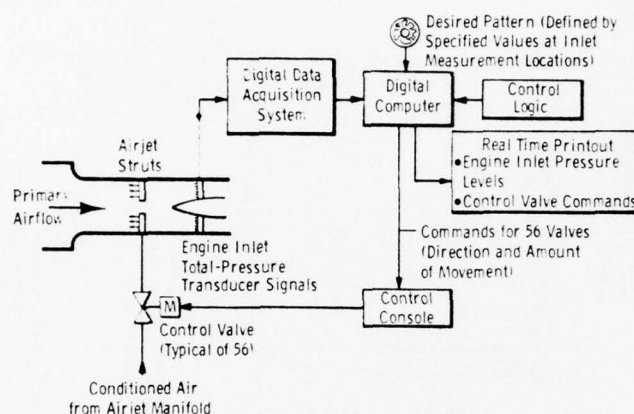 Desired Pattern (Defined by
Specified Values at Inlet
Measurement Locations)
Digital Data
Acquisition
System
Digital
Computer
Control
Logic
Airjet
Struts
Real Time Printout
•Engine Inlet Pressure
Levels
•Control Valve Commands
Primary
Airflow
Engine Inlet
Total-Pressure
Transducer Signals
Commands for 56 Valves
(Direction and Amount
of Movement)
M
Control Valve
(Typical of 56)
Control
Console
Conditioned Air
from Airjet Manifold